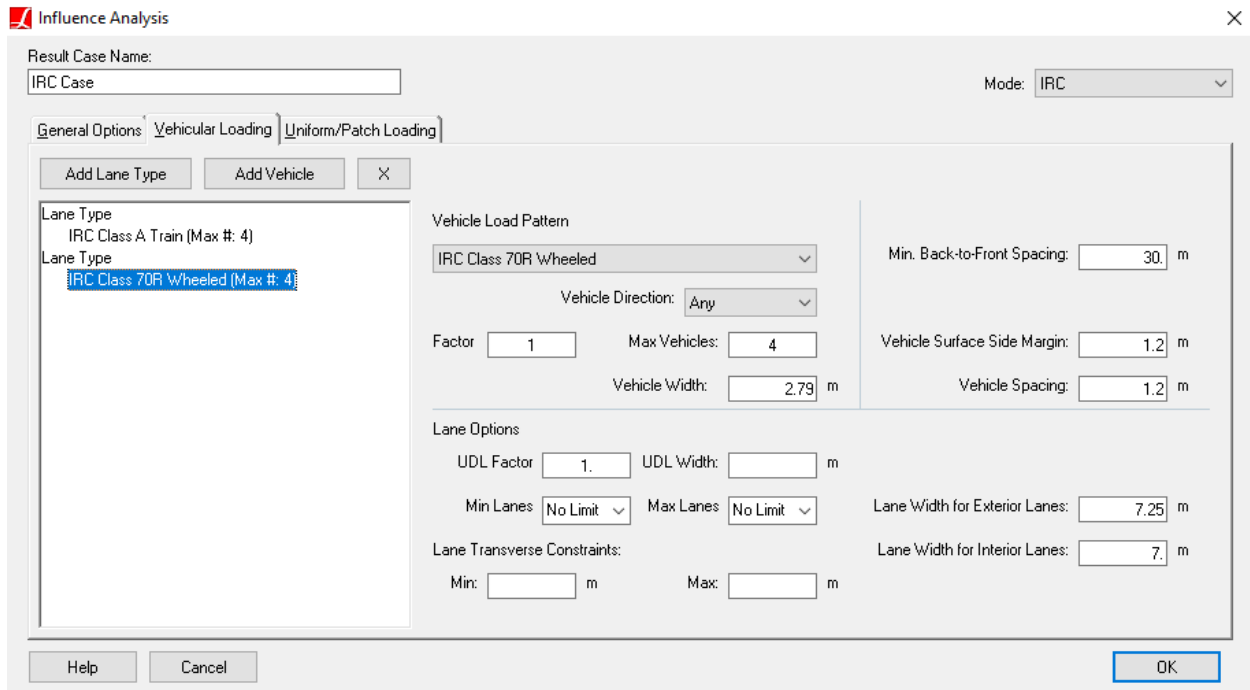 Influence Analysis
Result Case Name:
IRC Case
Mode: IRC
General Options Vehicular Loading Uniform/Patch Loading
Add Lane Type Add Vehicle X
Lane Type
IRC Class A Train (Max #: 4)
Lane Type
IRC Class 70R Wheeled (Max #: 4)
Vehicle Load Pattern
IRC Class 70R Wheeled
Vehicle Direction: Any
Factor 1 Max Vehicles: 4
Vehicle Width: 2.79 m
Min. Back-to-Front Spacing: 30. m
Vehicle Surface Side Margin: 1.2 m
Vehicle Spacing: 1.2 m
Lane Options
UDL Factor 1. UDL Width: m
Min Lanes No Limit Max Lanes No Limit
Lane Transverse Constraints:
Min: m Max: m
Lane Width for Exterior Lanes: 7.25 m
Lane Width for Interior Lanes: 7. m
Help Cancel OK